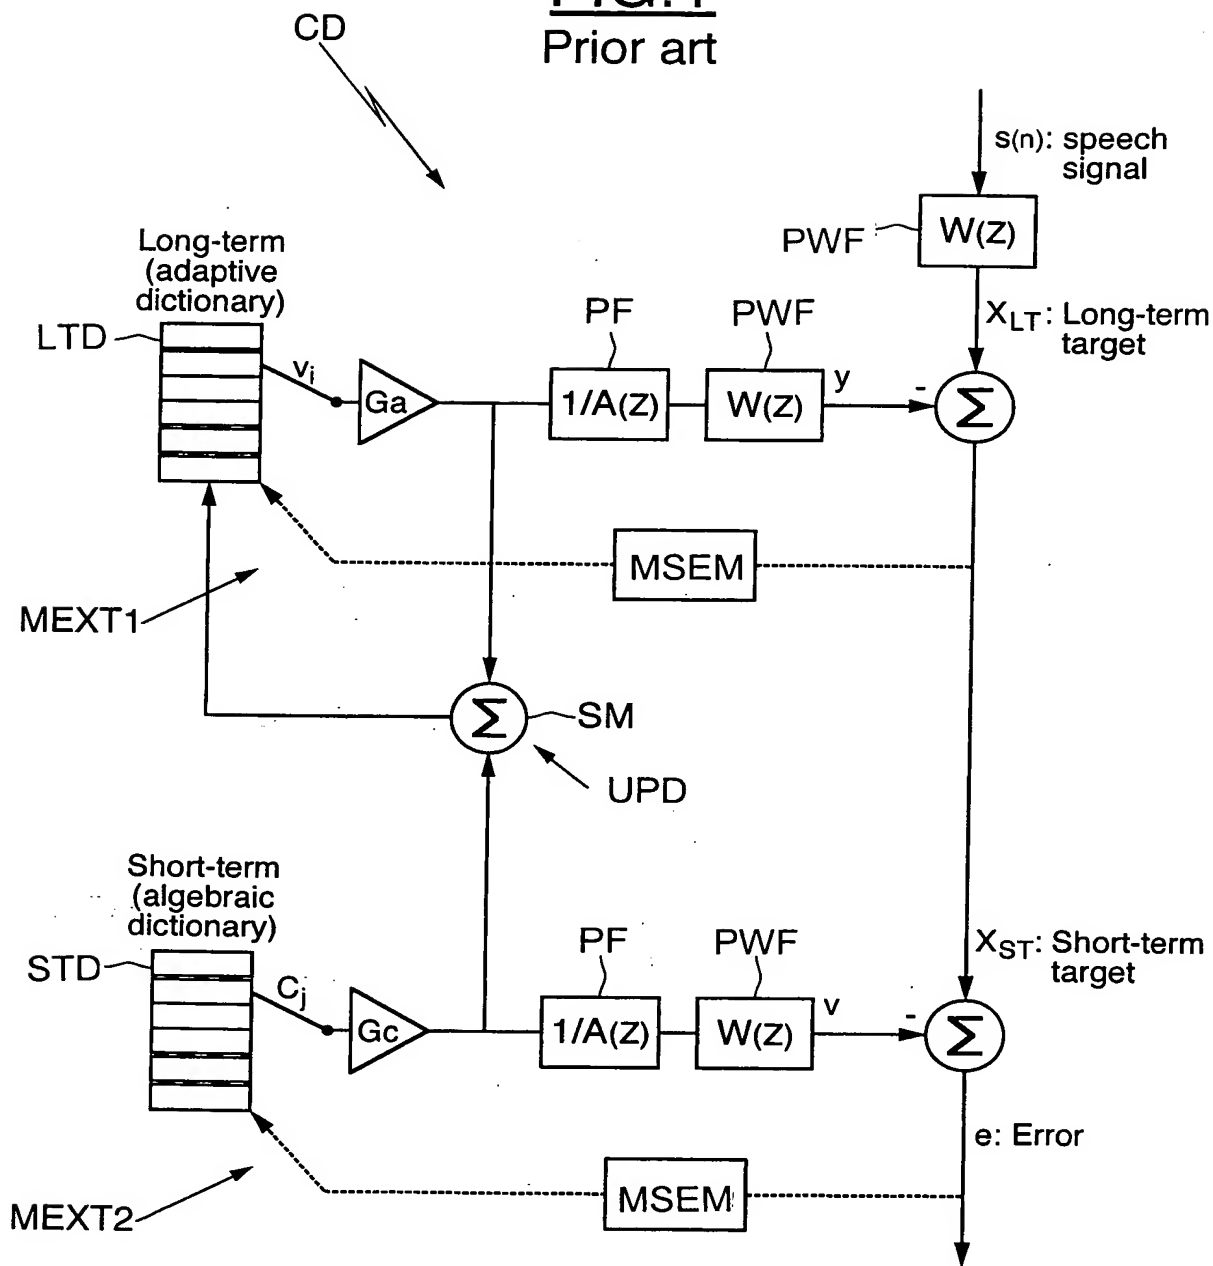 CD
Prior art
s(n): speech
signal
PWF
W(z)
Long-term
(adaptive
dictionary)
PF
PWF
X_LT: Long-term
target
LTD
v_i
Ga
1/A(z)
W(z)
y
-
Σ
MSEM
MEXT1
Σ
SM
UPD
Short-term
(algebraic
dictionary)
PF
PWF
X_ST: Short-term
target
STD
C_j
Gc
1/A(z)
W(z)
v
-
Σ
e: Error
MSEM
MEXT2